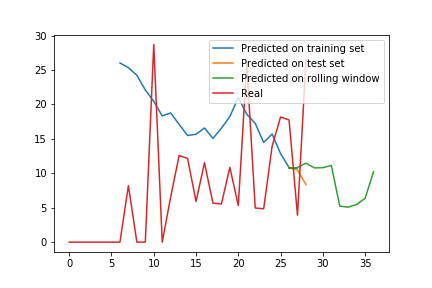 30
25
20
15
10
5
0
0 5 10 15 20 25 30 35
Predicted on training set
Predicted on test set
Predicted on rolling window
Real